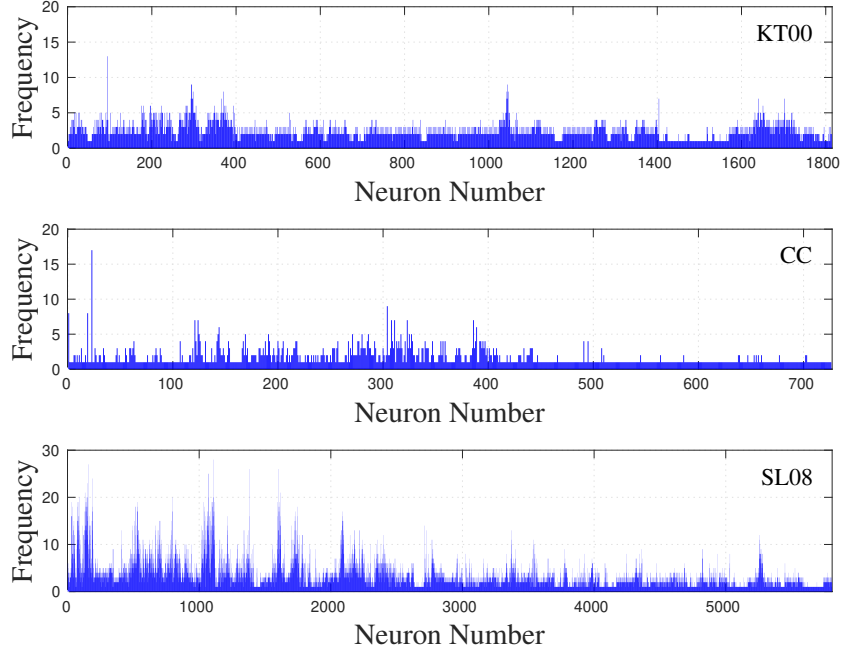 20
15
10
5
0
Frequency
KT00
0 200 400 600 800 1000 1200 1400 1600 1800
Neuron Number
20
15
10
5
0
Frequency
CC
0 100 200 300 400 500 600 700
Neuron Number
30
20
10
0
Frequency
SL08
0 1000 2000 3000 4000 5000
Neuron Number